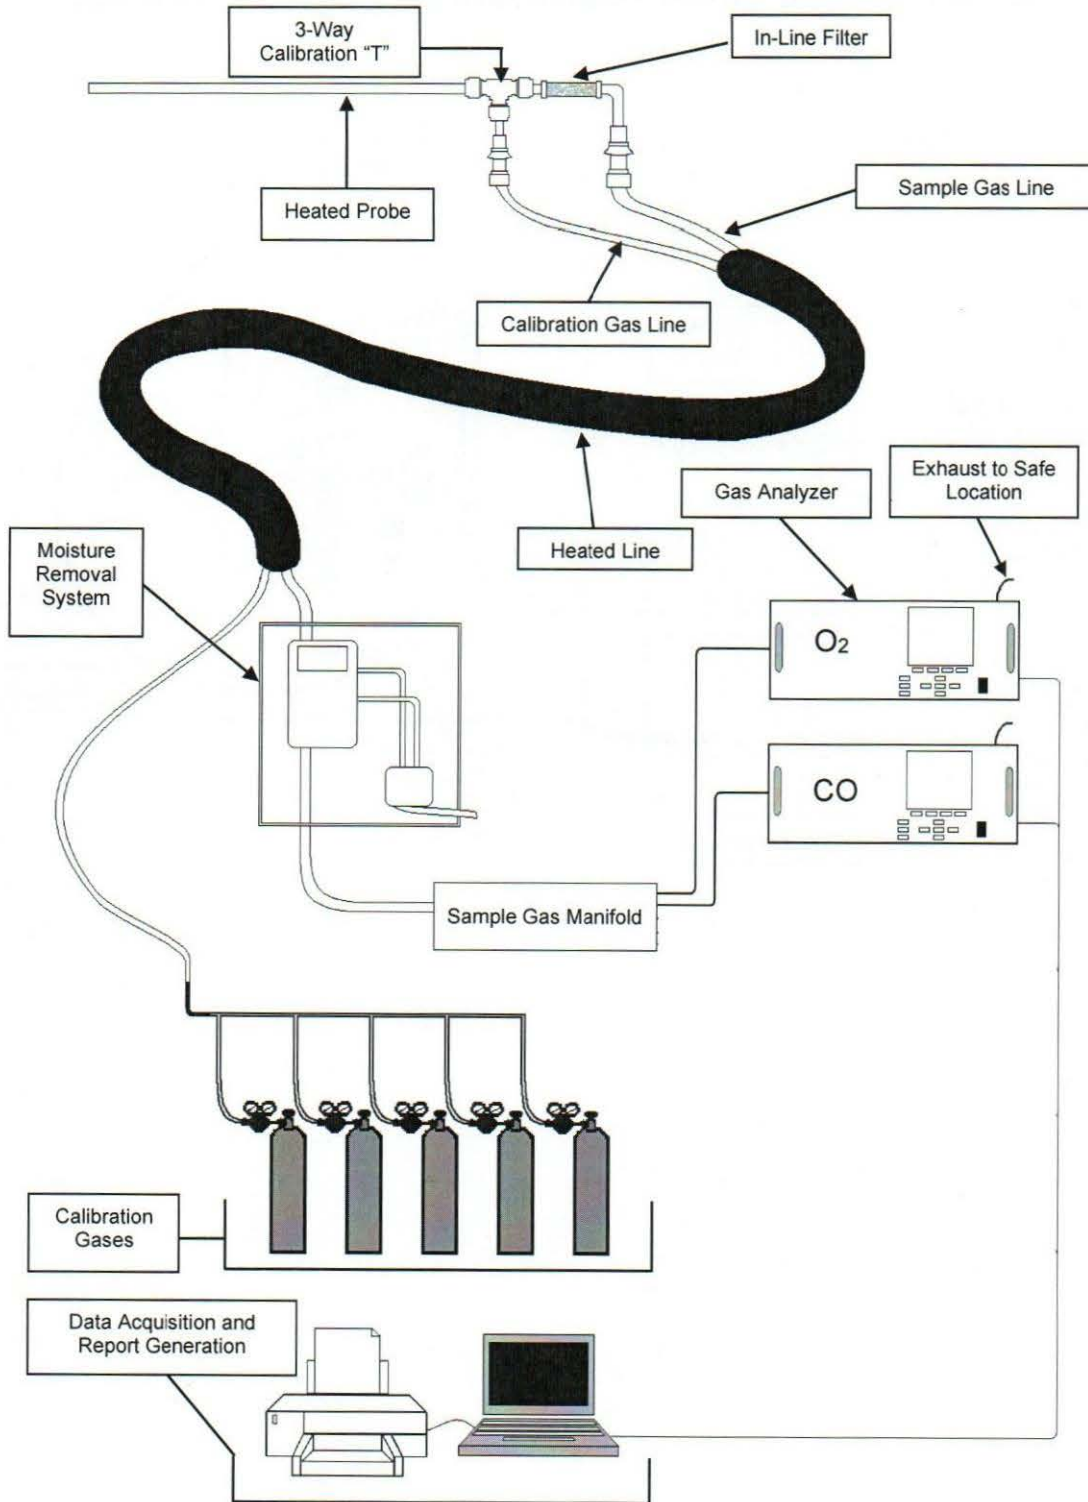 3-Way
Calibration “T”
In-Line Filter
Heated Probe
Sample Gas Line
Calibration Gas Line
Gas Analyzer
Exhaust to Safe
Location
Heated Line
Moisture
Removal
System
O₂
CO
Sample Gas Manifold
Calibration
Gases
Data Acquisition and
Report Generation